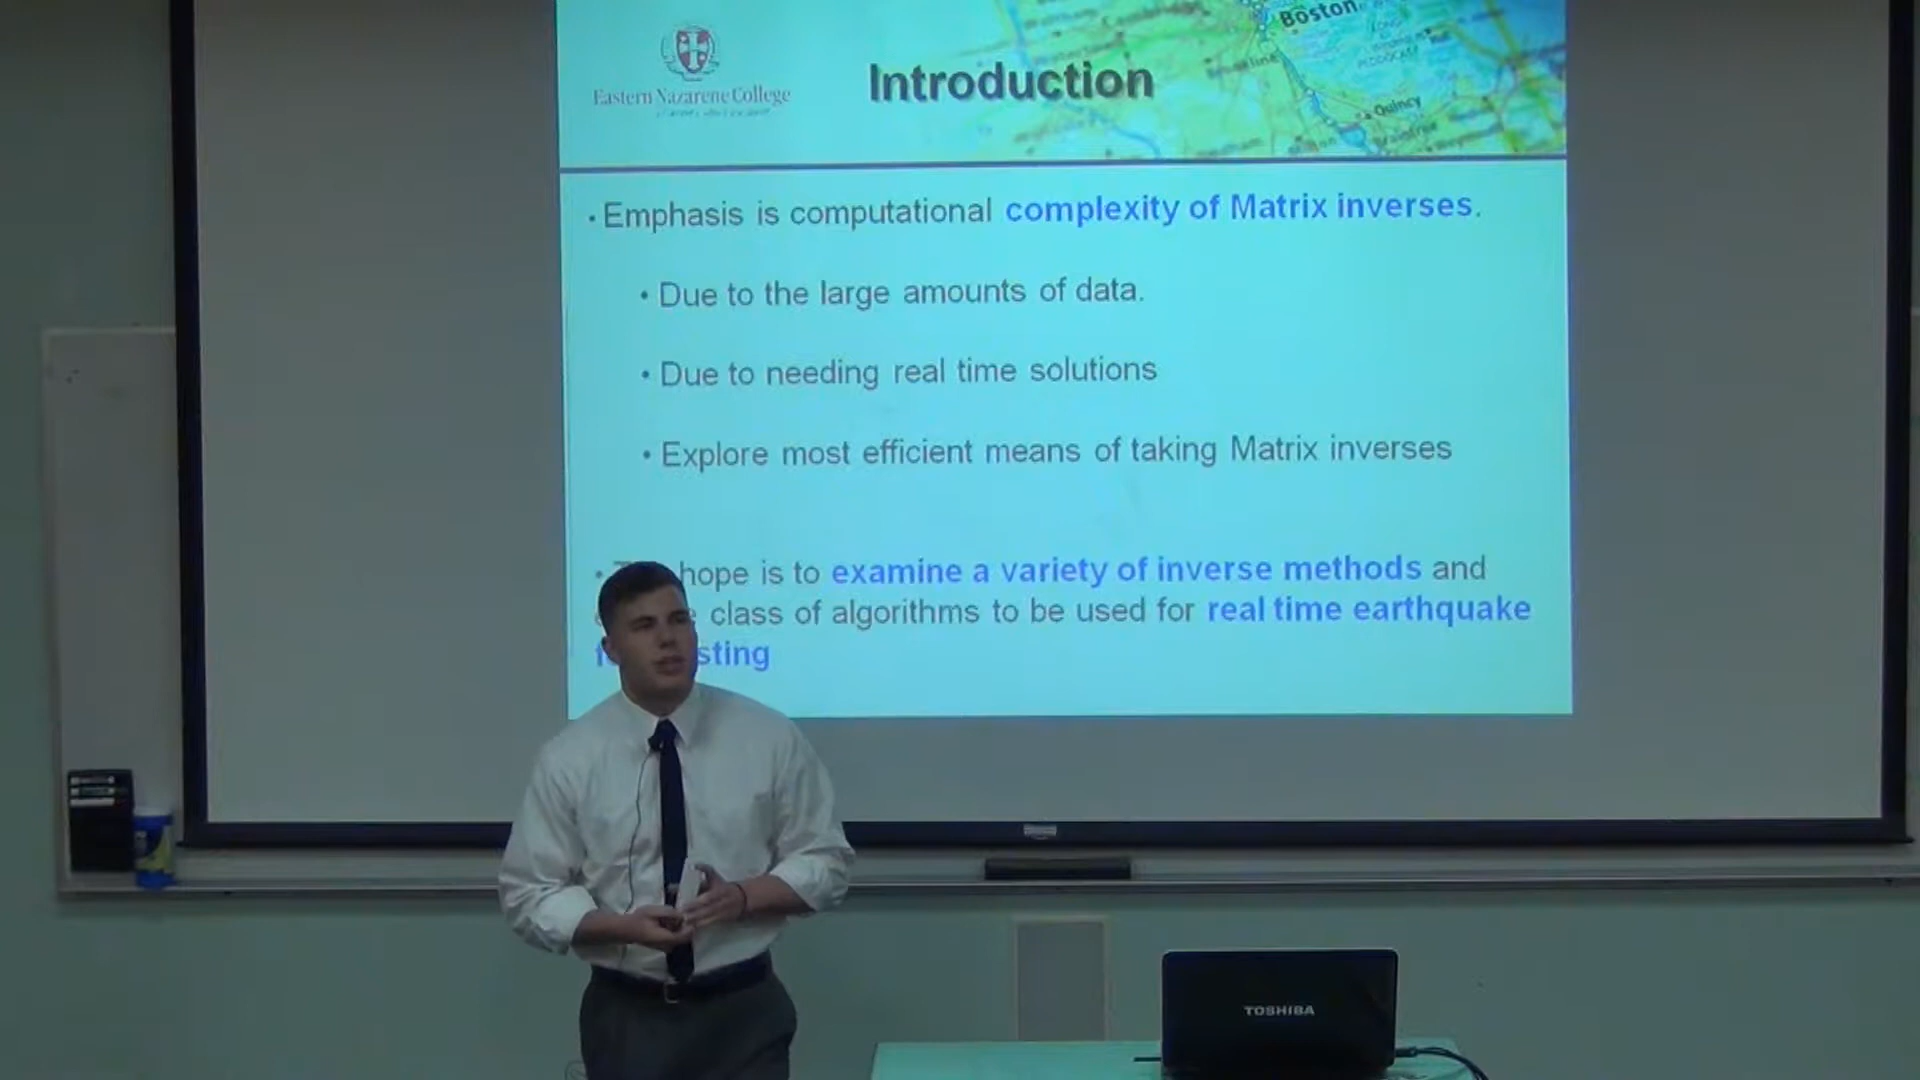 Eastern Nazarene College
Introduction
Boston
Quincy
• Emphasis is computational complexity of Matrix inverses.
• Due to the large amounts of data.
• Due to needing real time solutions
• Explore most efficient means of taking Matrix inverses
• hope is to examine a variety of inverse methods and
class of algorithms to be used for real time earthquake
sting
TOSHIBA